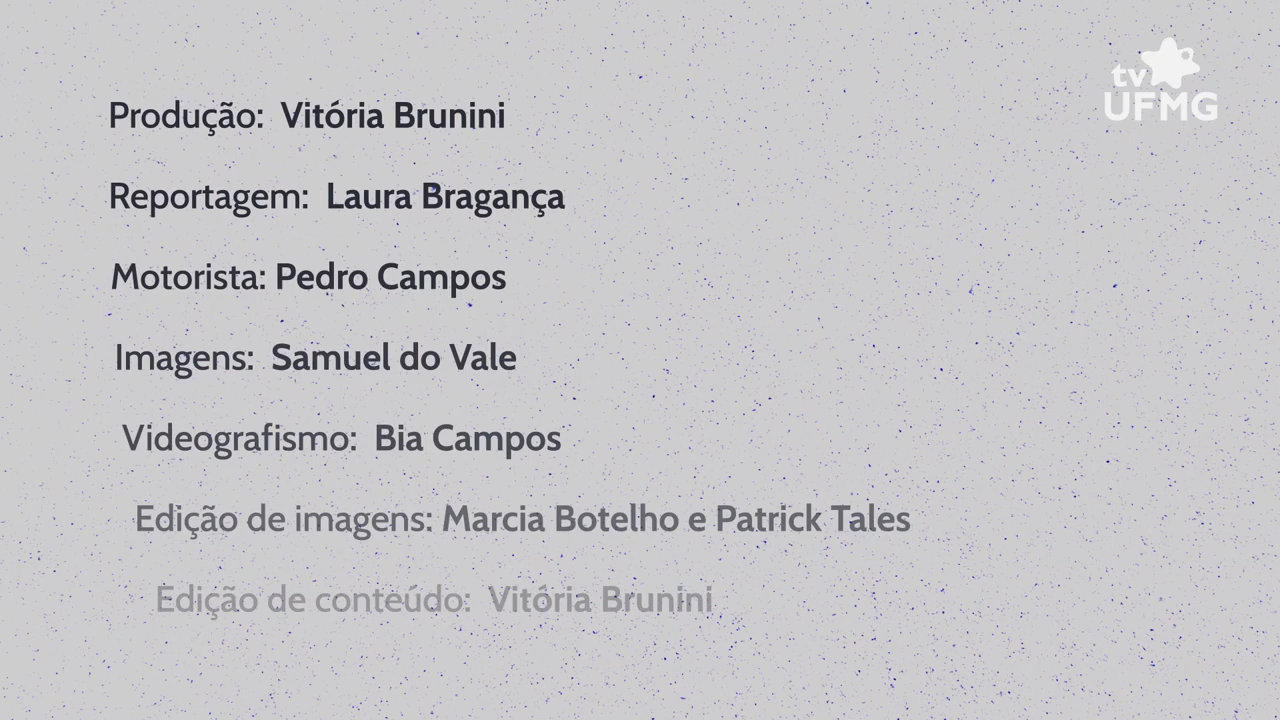 tv
UFMG
Produção: Vitória Brunini
Reportagem: Laura Bragança
Motorista: Pedro Campos
Imagens: Samuel do Vale
Videografismo: Bia Campos
Edição de imagens: Marcia Botelho e Patrick Tales
Edição de conteúdo: Vitória Brunini